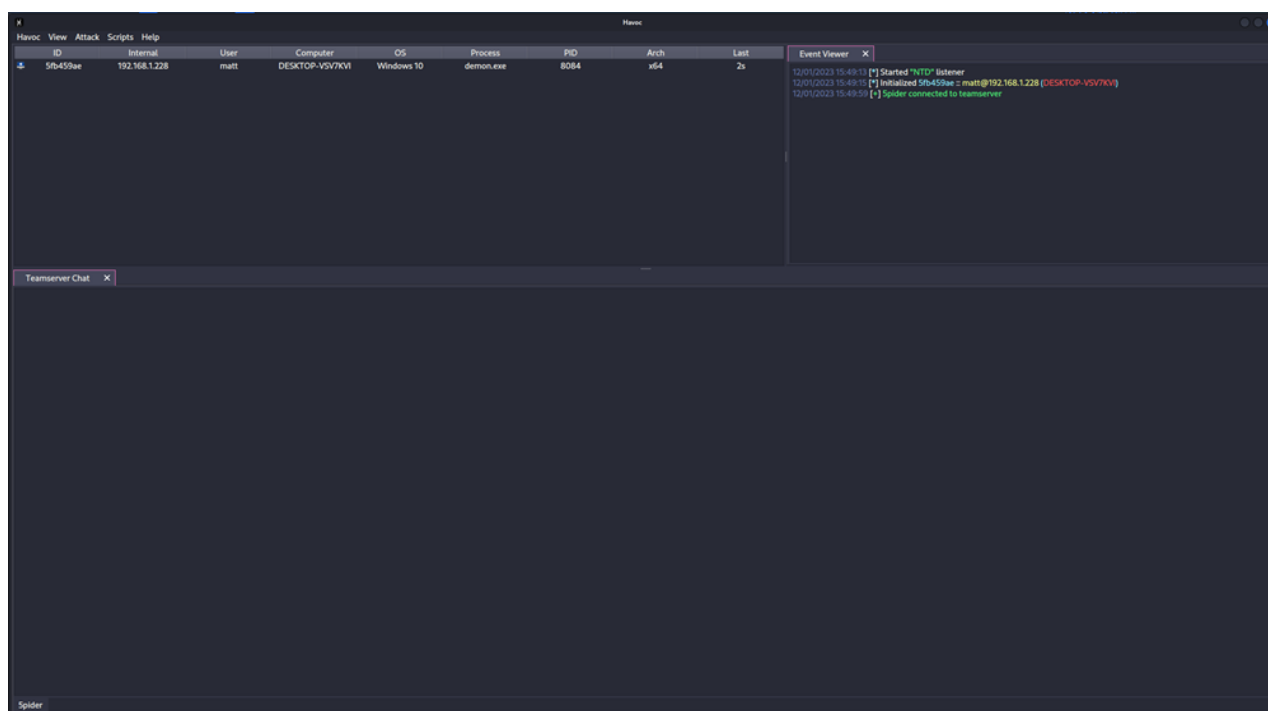 Havoc
Havoc View Attack Scripts Help
ID Internal User Computer OS Process PID Arch Last
5fb459ae 192.168.1.228 matt DESKTOP-VSV7KVI Windows 10 demon.exe 8084 x64 2s
Event Viewer X
12/01/2023 15:49:13 [*] Started "NTD" listener
12/01/2023 15:49:15 [*] Initialized 5fb459ae :: matt@192.168.1.228 (DESKTOP-VSV7KVI)
12/01/2023 15:49:59 [+] 5pider connected to teamserver
Teamserver Chat X
5pider